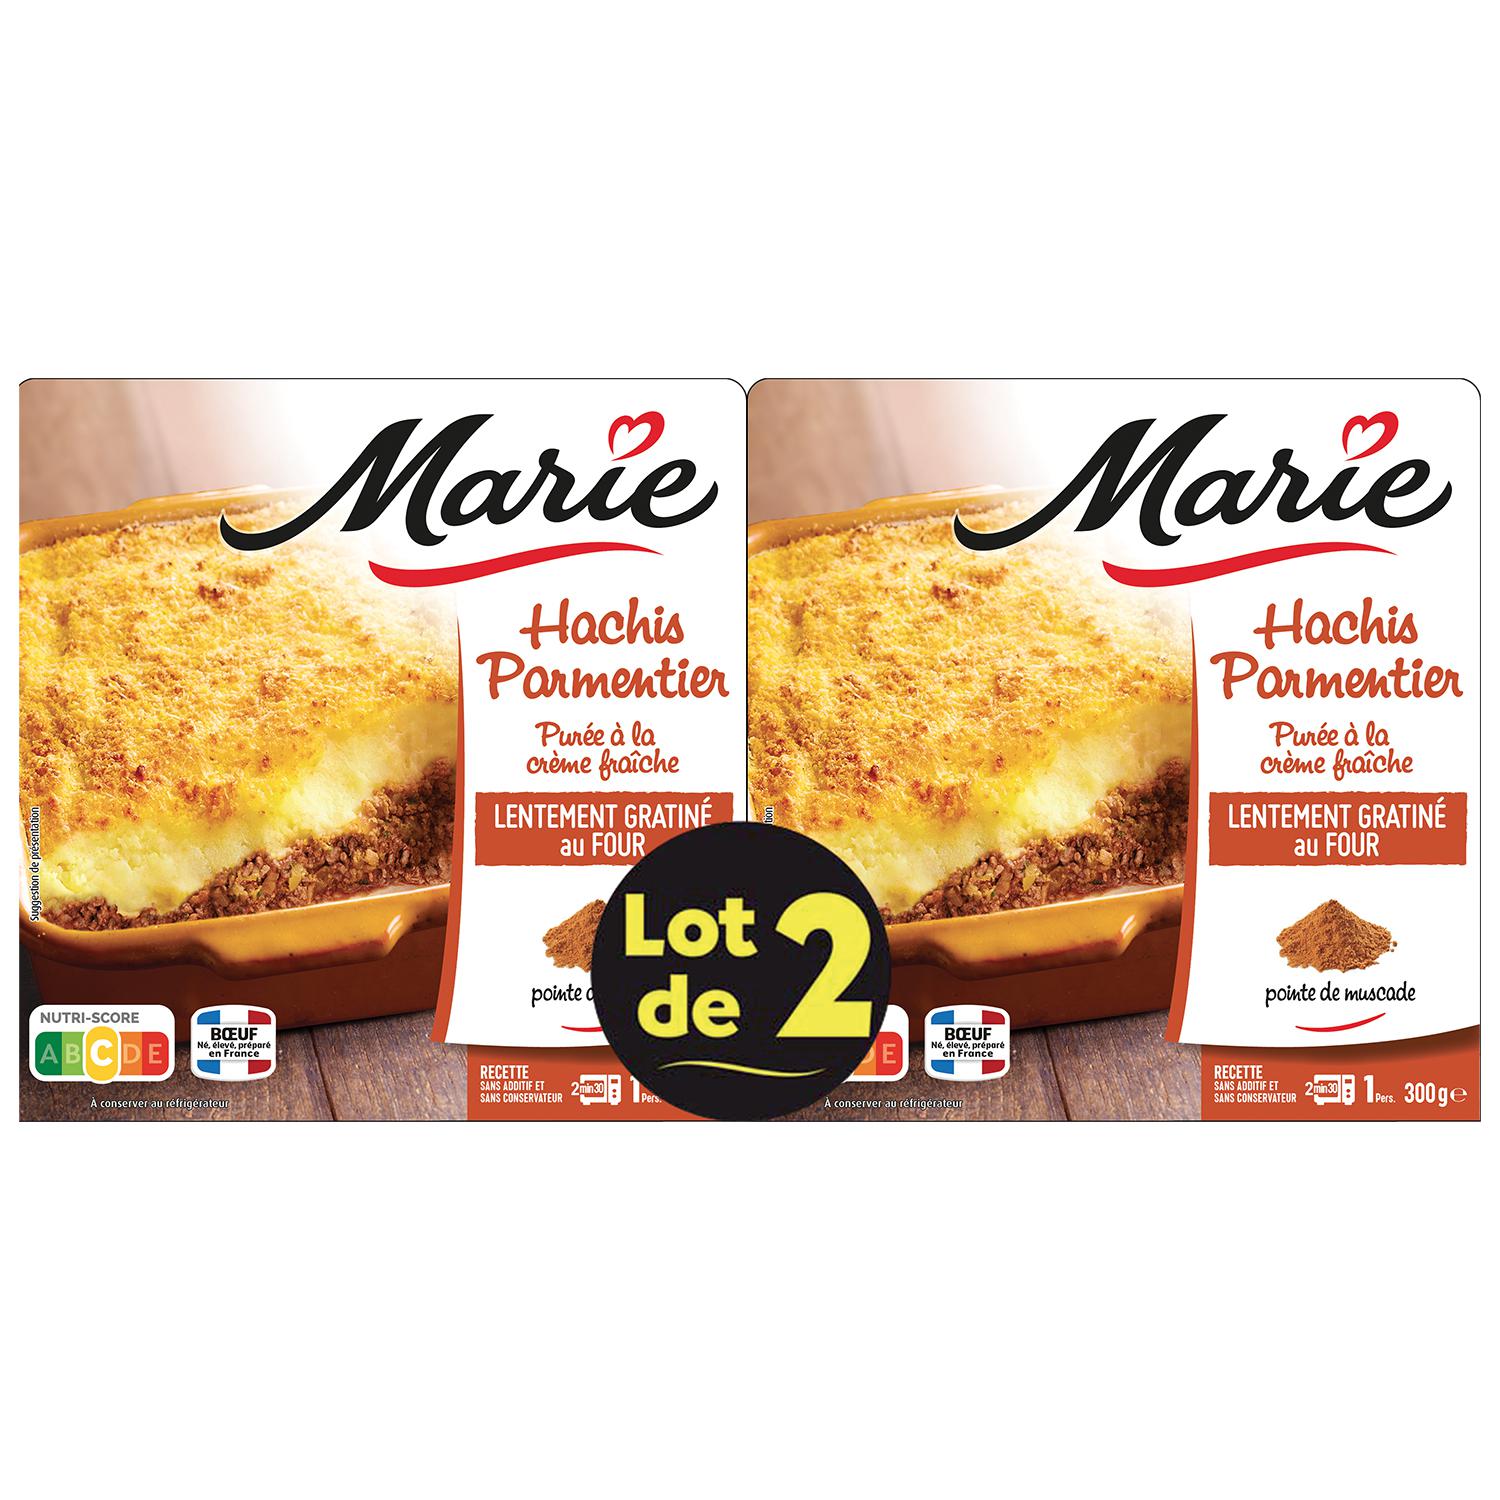 Marie
Hachis
Parmentier
Purée à la
crème fraîche
LENTEMENT GRATINÉ
au FOUR
pointe
Suggestion de présentation
NUTRI-SCORE
A B C D E
BŒUF
Né, élevé, préparé
en France
À conserver au réfrigérateur
RECETTE
SANS ADDITIF ET
SANS CONSERVATEUR
2min30
1 Pers.
Lot
de 2
Marie
Hachis
Parmentier
Purée à la
crème fraîche
LENTEMENT GRATINÉ
au FOUR
pointe de muscade
E
BŒUF
Né, élevé, préparé
en France
À conserver au réfrigérateur
RECETTE
SANS ADDITIF ET
SANS CONSERVATEUR
2min30
1 Pers.
300g℮